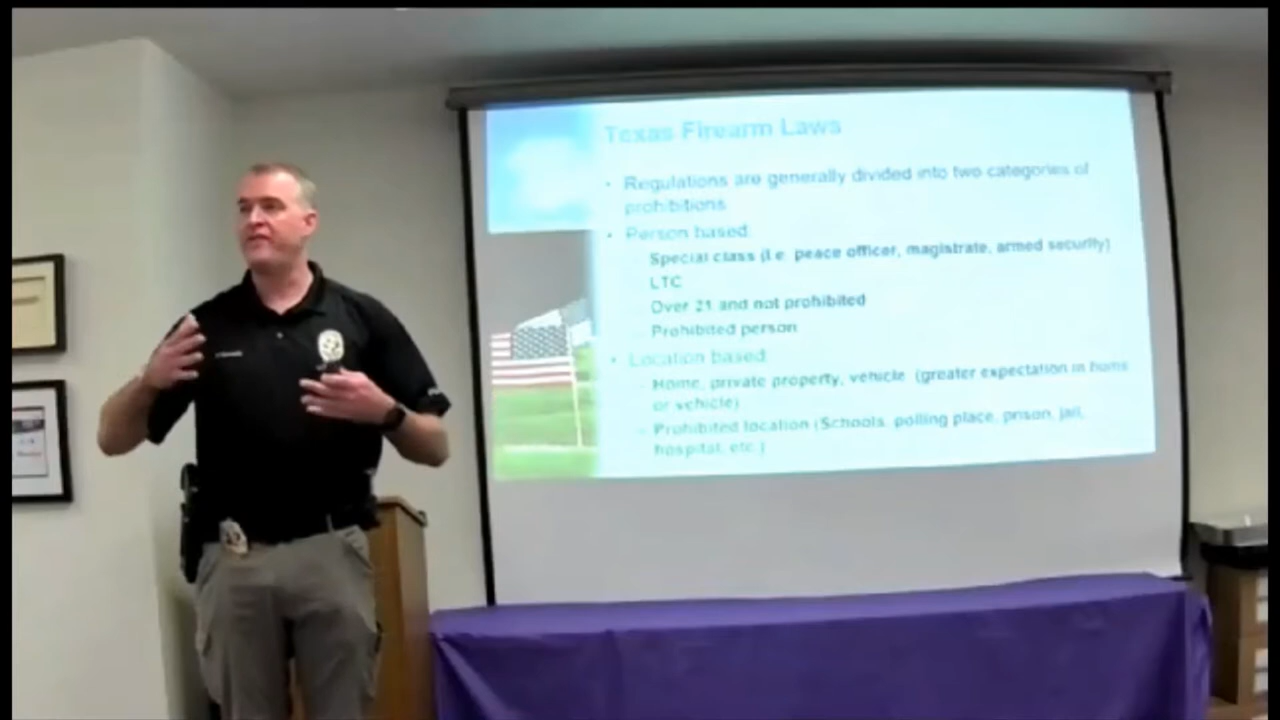 Texas Firearm Laws
• Regulations are generally divided into two categories of
prohibitions
• Person based
– Special class (i.e. peace officer, magistrate, armed security)
– LTC
– Over 21 and not prohibited
– Prohibited person
• Location based
– Home, private property, vehicle (greater expectation in home
or vehicle)
– Prohibited location (Schools, polling place, prison, jail,
hospital, etc.)